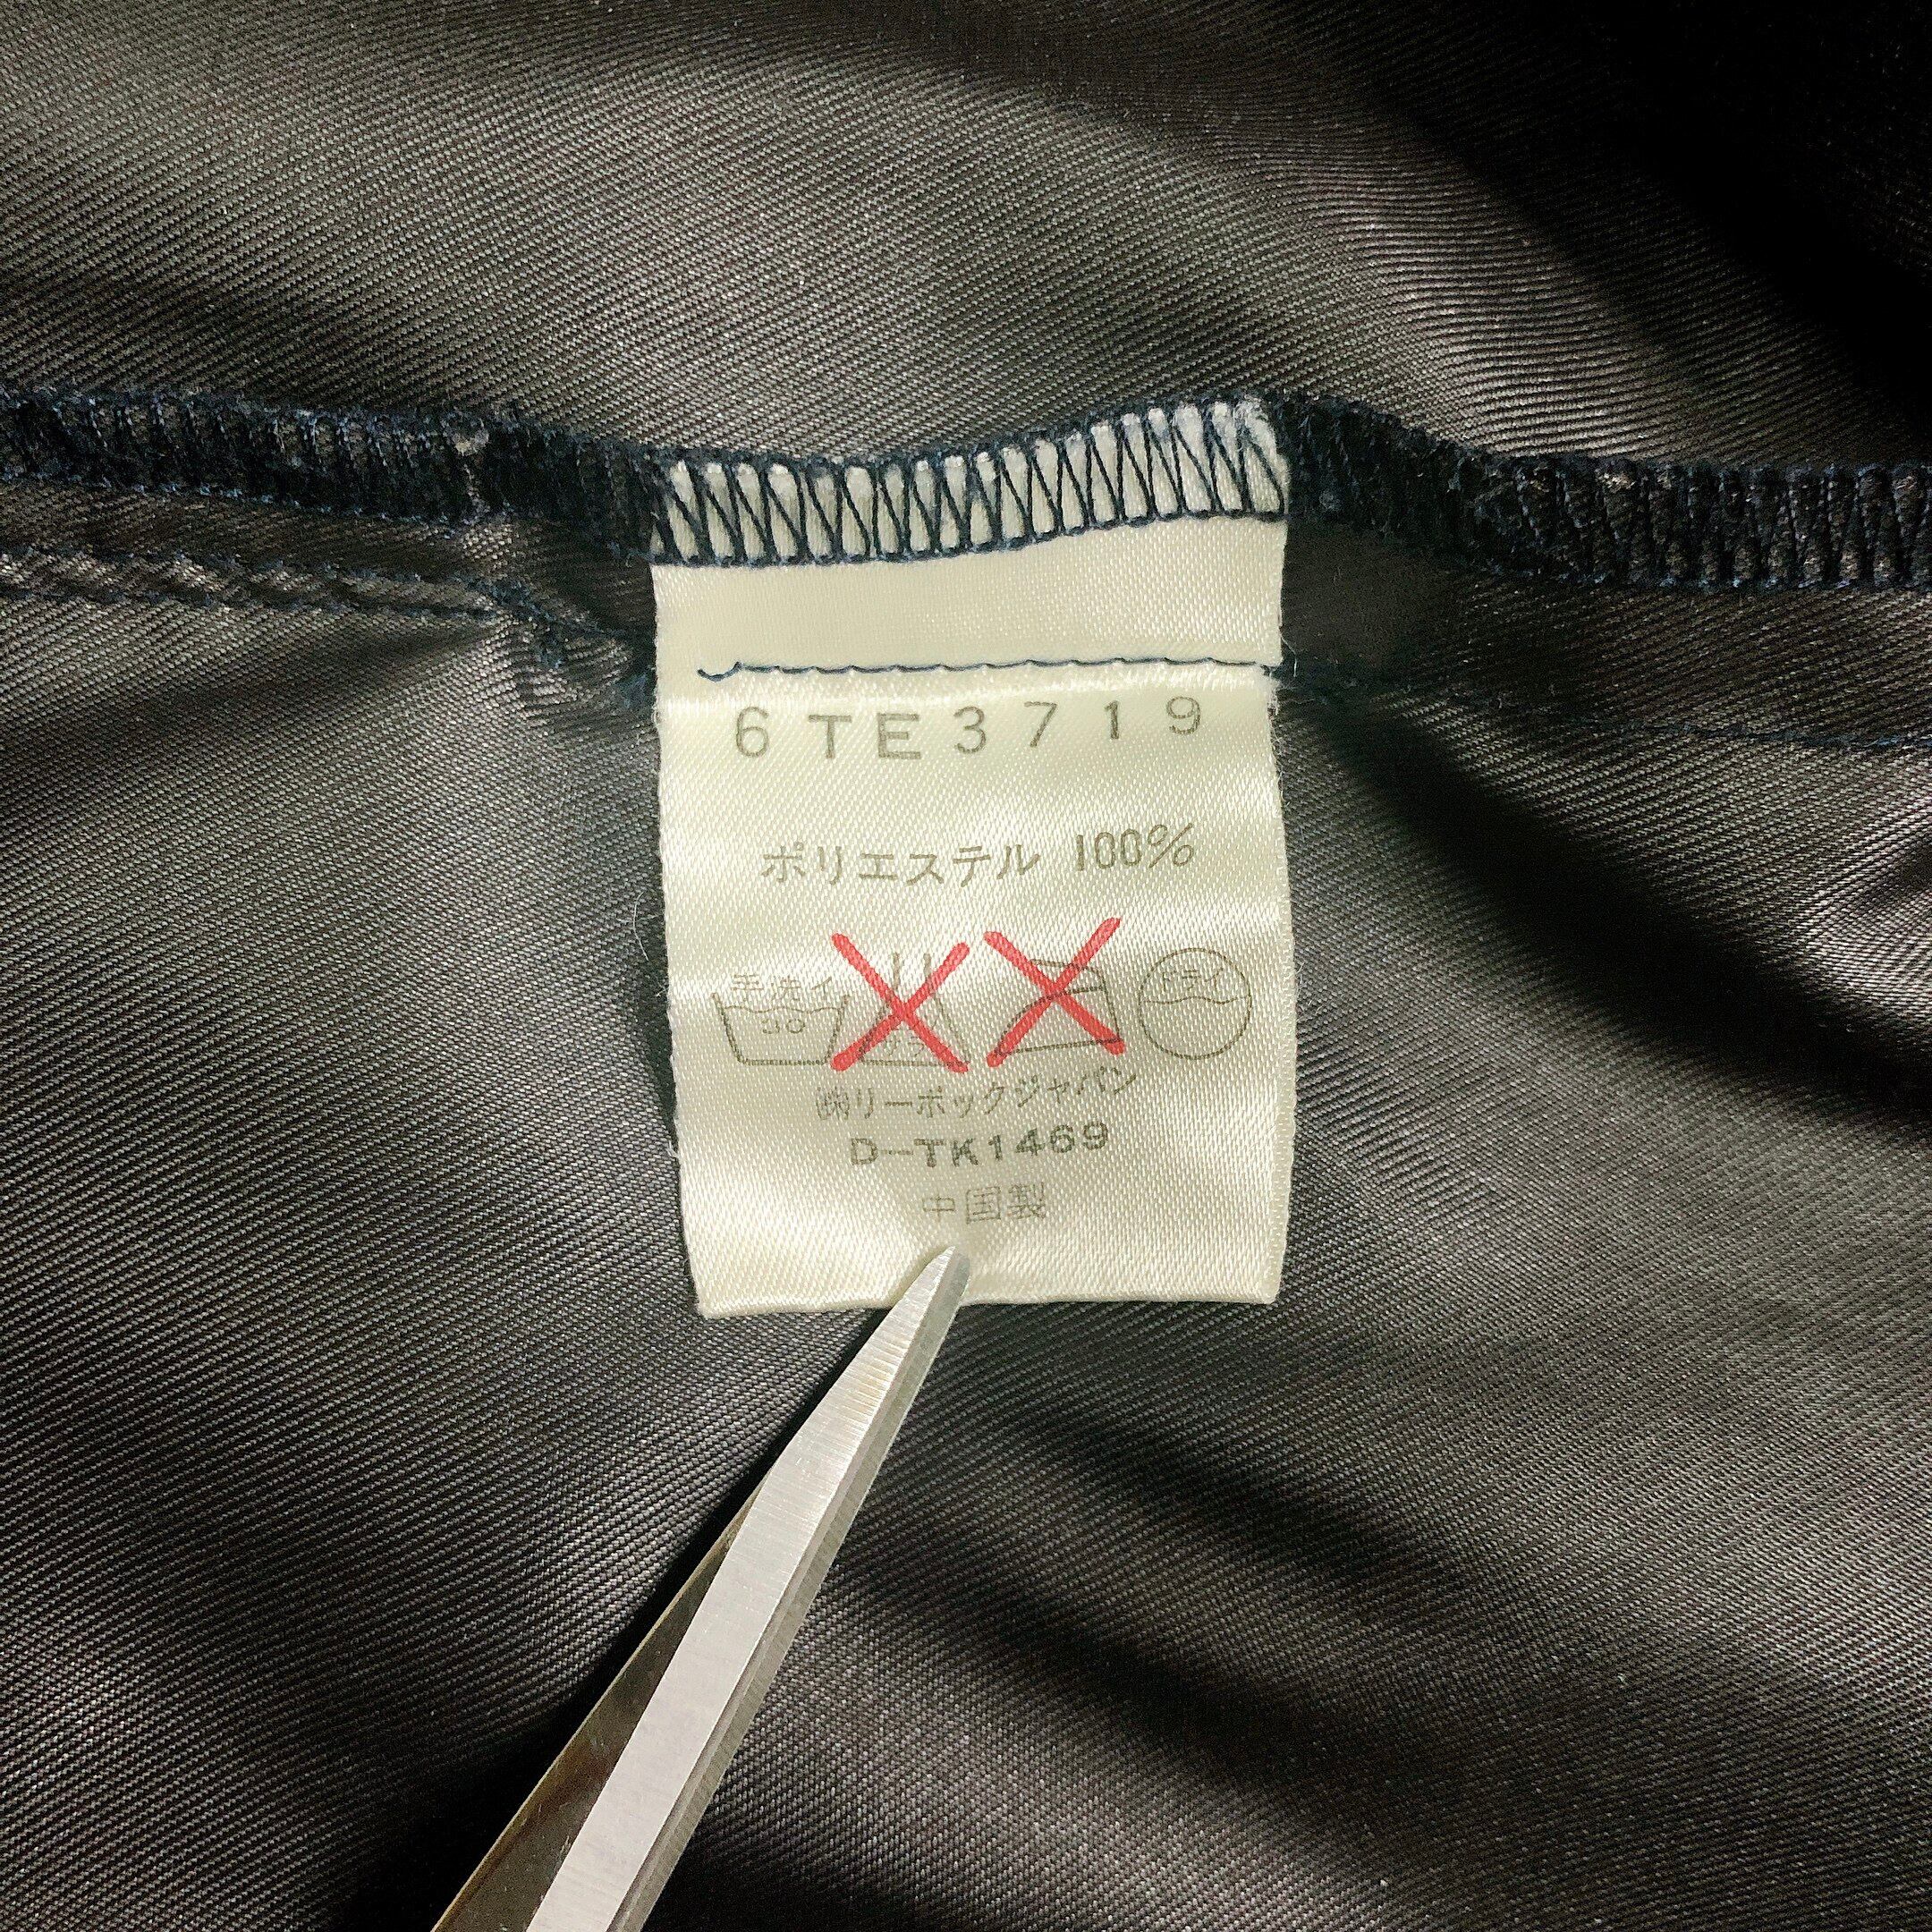 6TE3719
ポリエステル 100%
手洗イ 30 ドライ
㈱リーボックジャパン
D-TK1469
中国製